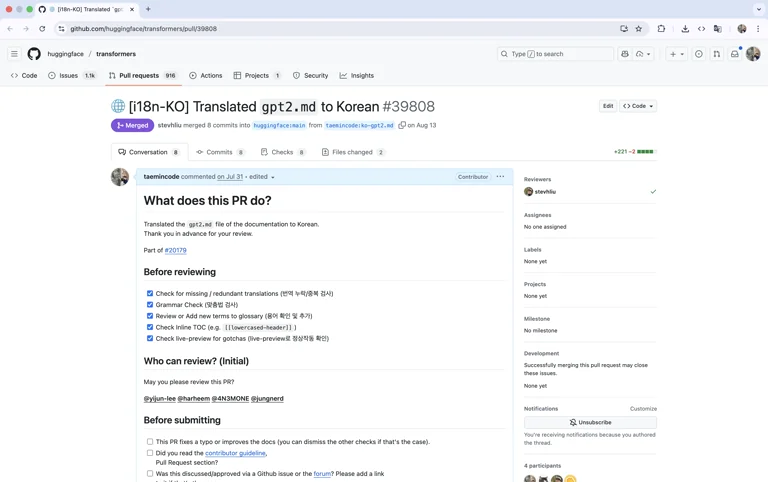 [i18n-KO] Translated `gpt
github.com/huggingface/transformers/pull/39808
huggingface / transformers
Type / to search
Code
Issues 1.1k
Pull requests 916
Actions
Projects 1
Security
Insights
[i18n-KO] Translated gpt2.md to Korean #39808
Edit
Code
Merged
stevhliu merged 8 commits into huggingface:main from taemincode:ko-gpt2.md on Aug 13
Conversation 8
Commits 8
Checks 8
Files changed 2
+221 −2
taemincode commented on Jul 31 • edited
Contributor
What does this PR do?
Translated the gpt2.md file of the documentation to Korean.
Thank you in advance for your review.
Part of #20179
Before reviewing
Check for missing / redundant translations (번역 누락/중복 검사)
Grammar Check (맞춤법 검사)
Review or Add new terms to glossary (용어 확인 및 추가)
Check Inline TOC (e.g. [[lowercased-header]])
Check live-preview for gotchas (live-preview로 정상작동 확인)
Who can review? (Initial)
May you please review this PR?
@yijun-lee @harheem @4N3MONE @jungnerd
Before submitting
This PR fixes a typo or improves the docs (you can dismiss the other checks if that's the case).
Did you read the contributor guideline,
Pull Request section?
Was this discussed/approved via a Github issue or the forum? Please add a link
Reviewers
stevhliu
Assignees
No one assigned
Labels
None yet
Projects
None yet
Milestone
No milestone
Development
Successfully merging this pull request may close
these issues.
None yet
Notifications
Customize
Unsubscribe
You're receiving notifications because you authored
the thread.
4 participants